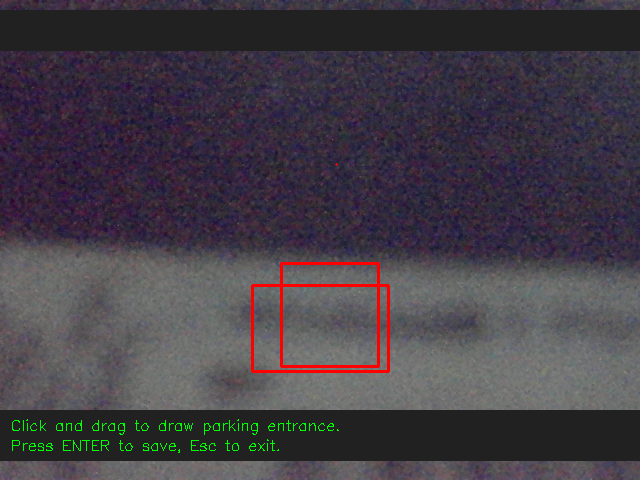 Click and drag to draw parking entrance.
Press ENTER to save, Esc to exit.